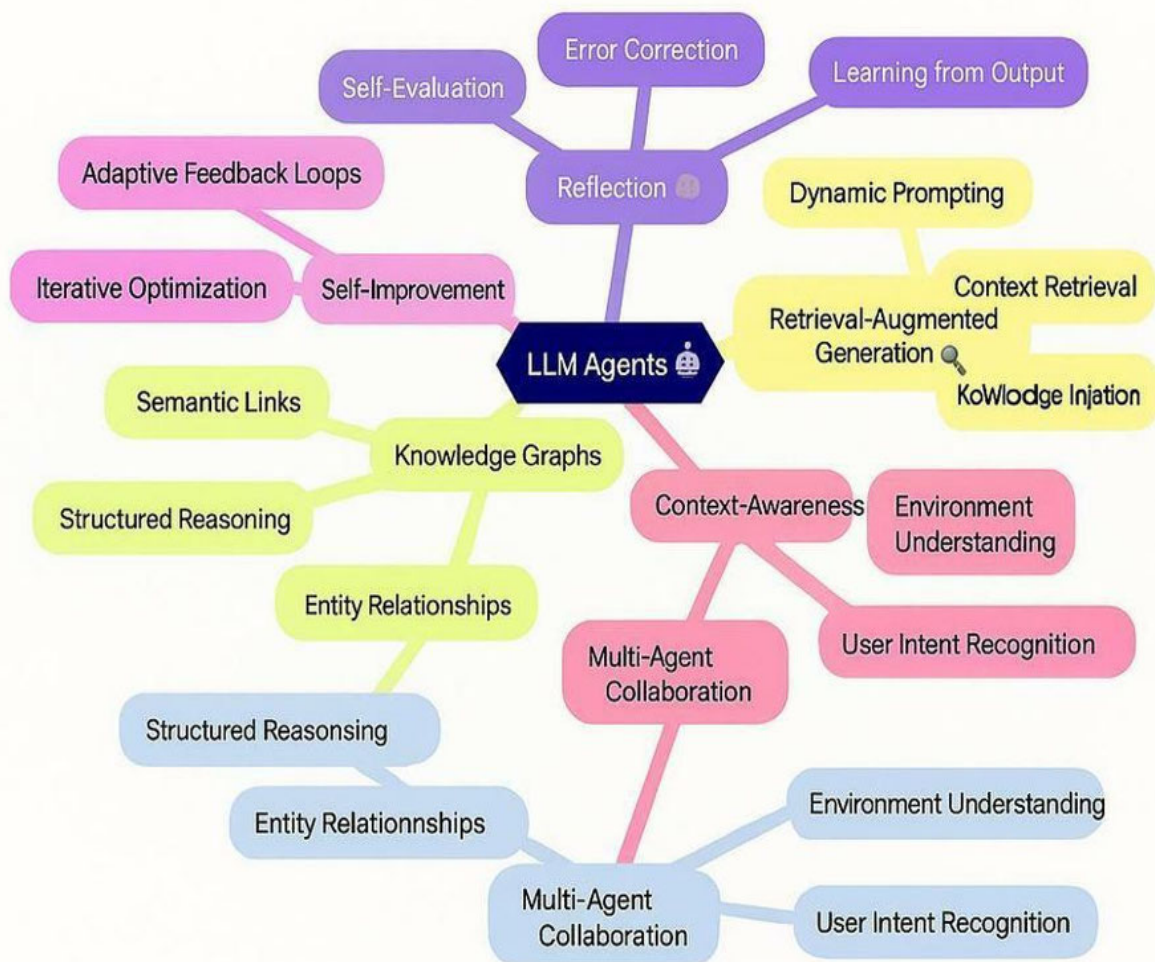 Error Correction
Self-Evaluation
Learning from Output
Adaptive Feedback Loops
Reflection
Dynamic Prompting
Iterative Optimization
Self-Improvement
Context Retrieval
Retrieval-Augmented
Generation
LLM Agents
KoWlodge Injation
Semantic Links
Knowledge Graphs
Structured Reasoning
Context-Awareness
Environment
Understanding
Entity Relationships
User Intent Recognition
Multi-Agent
Collaboration
Structured Reasonsing
Environment Understanding
Entity Relationnships
Multi-Agent
Collaboration
User Intent Recognition